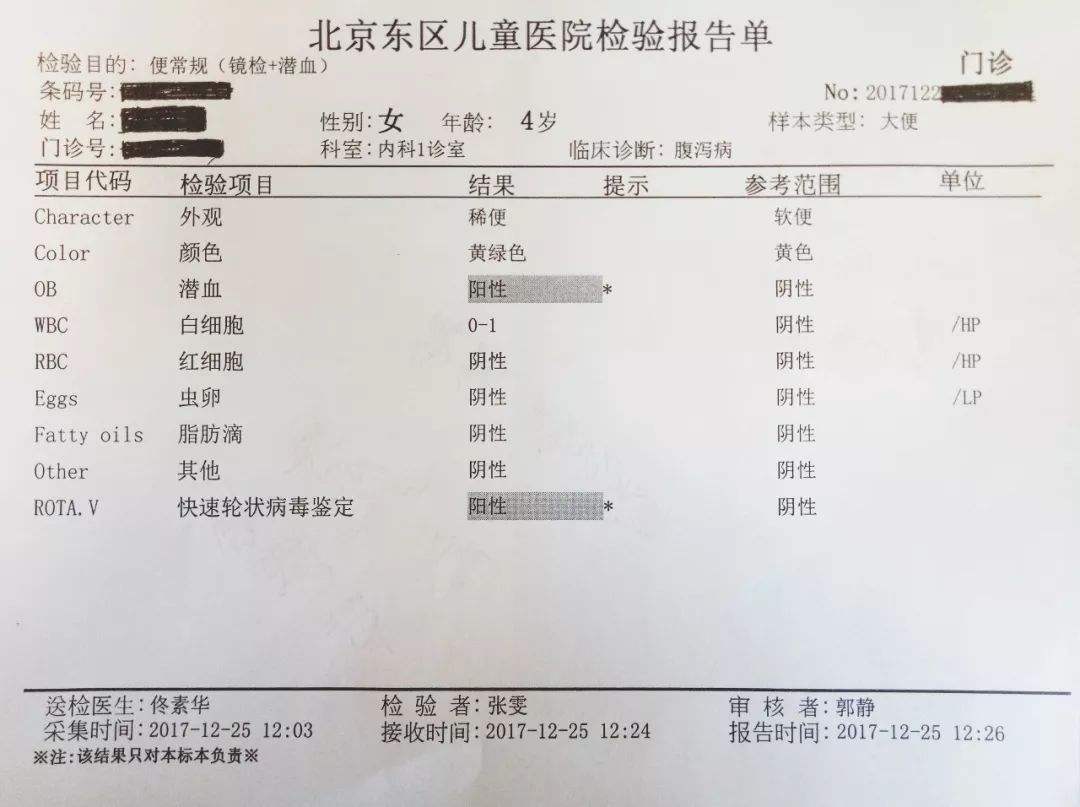 北京东区儿童医院检验报告单
检验目的: 便常规（镜检+潜血） 门诊
条码号: No: 2017122
姓 名: 性别: 女 年龄: 4岁 样本类型: 大便
门诊号: 科室: 内科1诊室 临床诊断: 腹泻病
项目代码 检验项目 结果 提示 参考范围 单位
Character 外观 稀便 软便
Color 颜色 黄绿色 黄色
OB 潜血 阳性 * 阴性
WBC 白细胞 0-1 阴性 /HP
RBC 红细胞 阴性 阴性 /HP
Eggs 虫卵 阴性 阴性 /LP
Fatty oils 脂肪滴 阴性 阴性
Other 其他 阴性 阴性
ROTA.V 快速轮状病毒鉴定 阳性 * 阴性
送检医生: 佟素华 检 验 者: 张雯 审 核 者: 郭静
采集时间: 2017-12-25 12:03 接收时间: 2017-12-25 12:24 报告时间: 2017-12-25 12:26
※注: 该结果只对本标本负责※